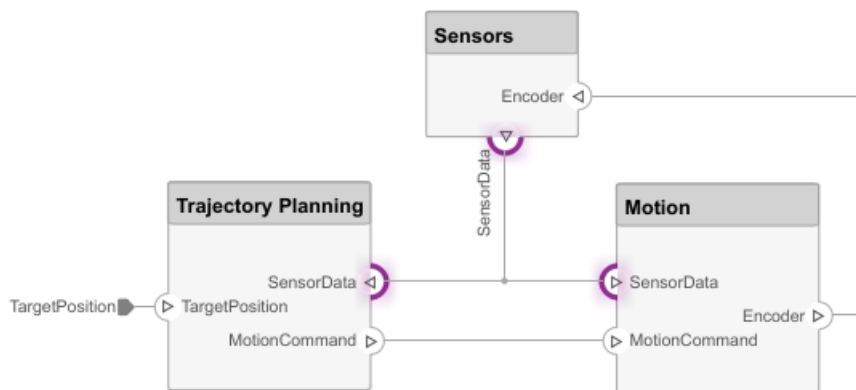 Sensors
Encoder
SensorData
Trajectory Planning
Motion
SensorData
SensorData
TargetPosition
TargetPosition
Encoder
MotionCommand
MotionCommand